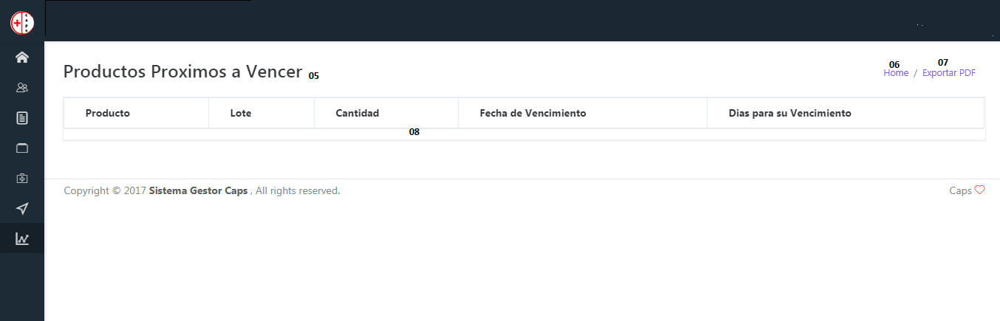 CAPS
Productos Proximos a Vencer 05
06 07
Home / Exportar PDF
Producto Lote Cantidad Fecha de Vencimiento Dias para su Vencimiento
08
Copyright © 2017 Sistema Gestor Caps , All rights reserved. Caps